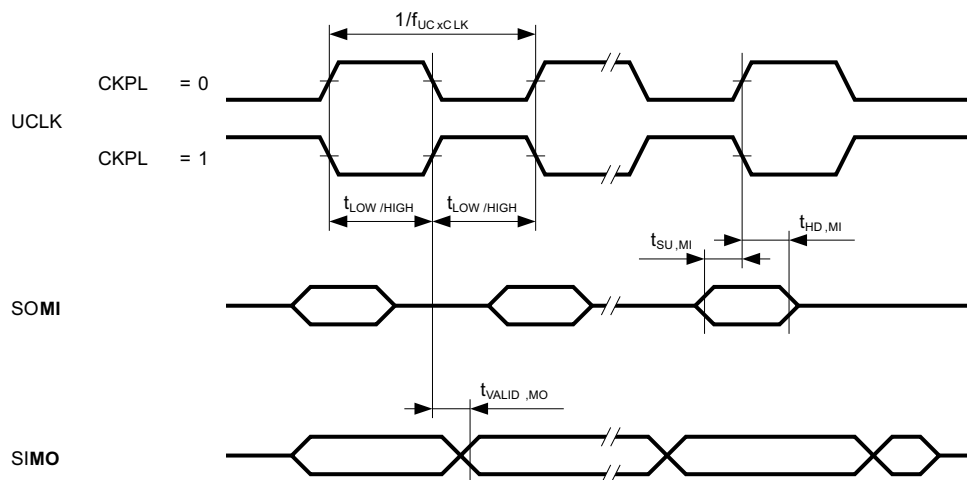 1/fUCxCLK
CKPL = 0
UCLK
CKPL = 1
tLOW/HIGH tLOW/HIGH
tHD,MI
tSU,MI
SOMI
tVALID,MO
SIMO